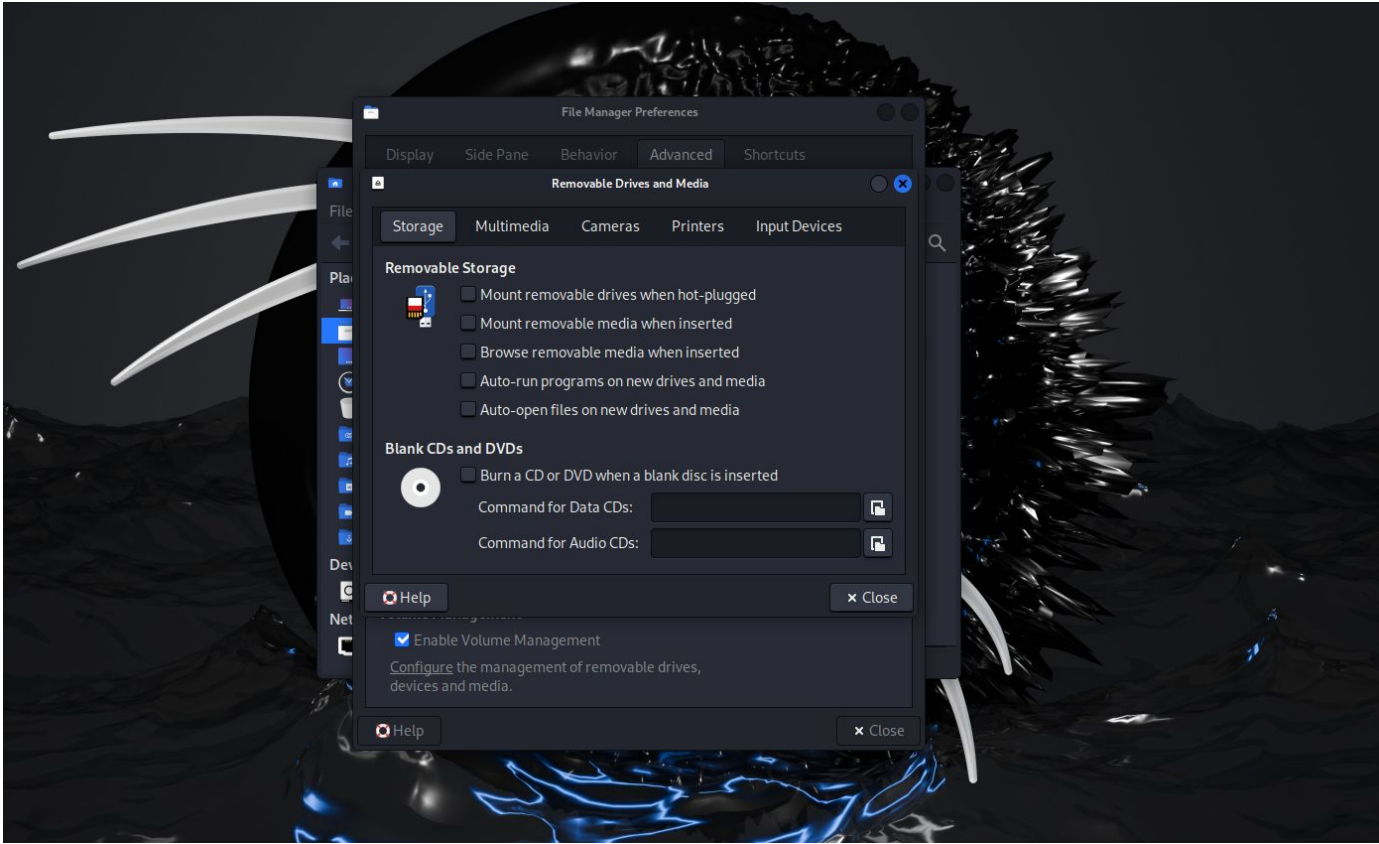 File Manager Preferences
Display Side Pane Behavior Advanced Shortcuts
Removable Drives and Media
File
Storage Multimedia Cameras Printers Input Devices
Removable Storage
Mount removable drives when hot-plugged
Mount removable media when inserted
Browse removable media when inserted
Auto-run programs on new drives and media
Auto-open files on new drives and media
Blank CDs and DVDs
Burn a CD or DVD when a blank disc is inserted
Command for Data CDs:
Command for Audio CDs:
Help Close
Enable Volume Management
Configure the management of removable drives,
devices and media.
Help Close